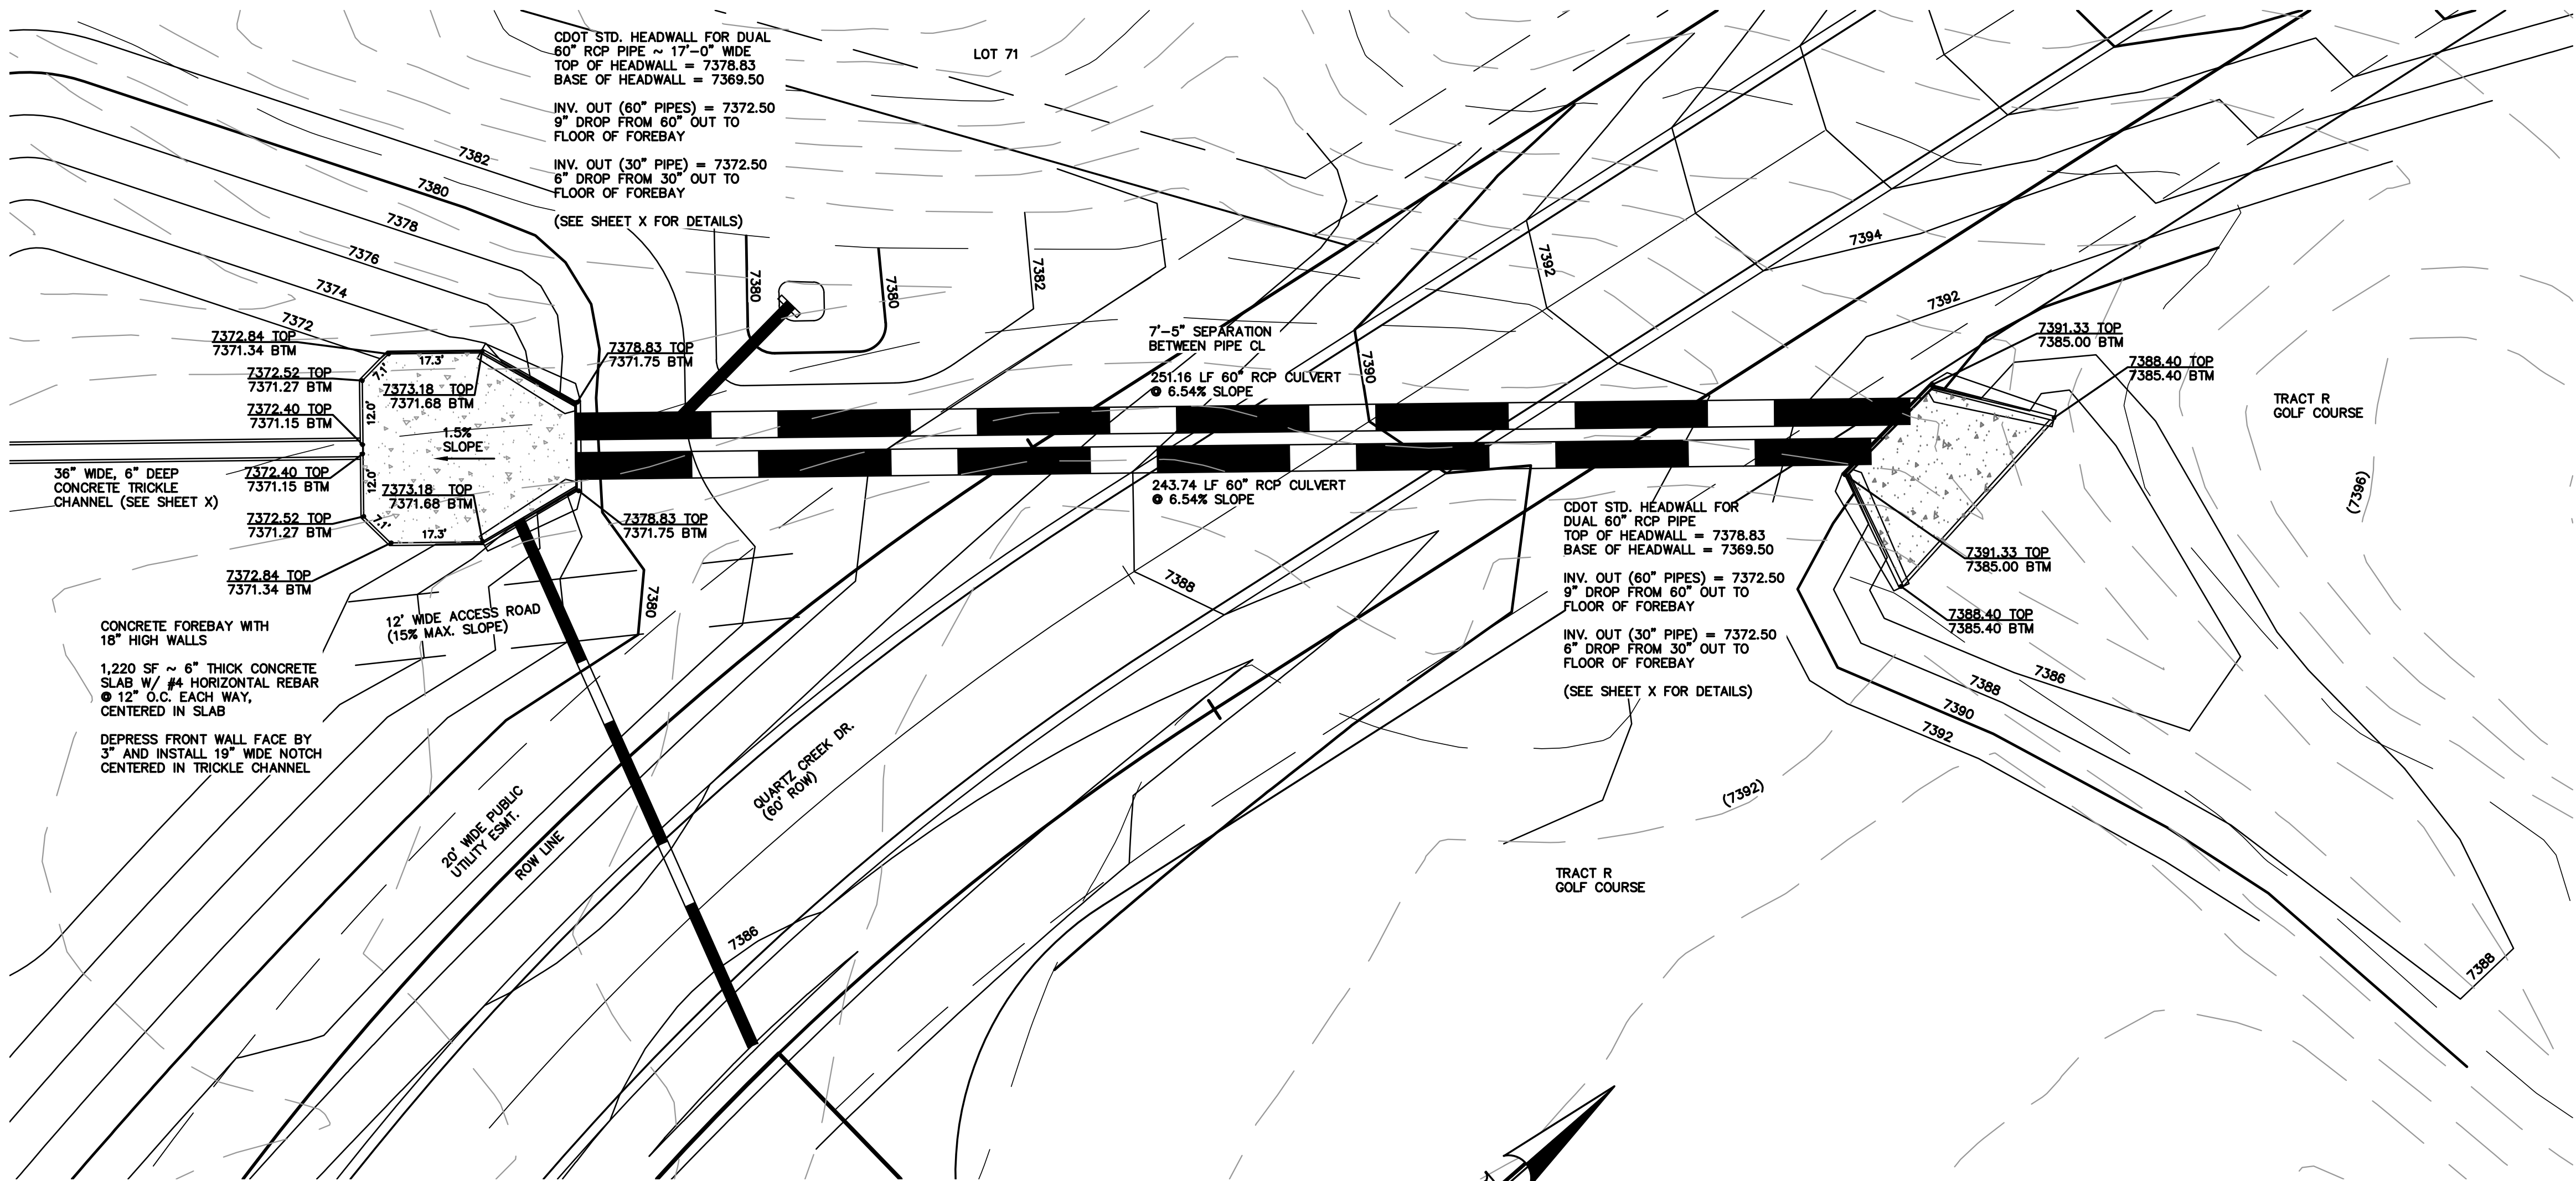 CDOT STD. HEADWALL FOR DUAL
60" RCP PIPE ~ 17'-0" WIDE
TOP OF HEADWALL = 7378.83
BASE OF HEADWALL = 7369.50
INV. OUT (60" PIPES) = 7372.50
9" DROP FROM 60" OUT TO
FLOOR OF FOREBAY
INV. OUT (30" PIPE) = 7372.50
6" DROP FROM 30" OUT TO
FLOOR OF FOREBAY
(SEE SHEET X FOR DETAILS)
LOT 71
7382
7380
7378
7376
7374
7372
7380
7380
7382
7392
7394
7392
7390
7372.84 TOP
7371.34 BTM
7372.52 TOP
7371.27 BTM
7372.40 TOP
7371.15 BTM
7372.40 TOP
7371.15 BTM
7372.52 TOP
7371.27 BTM
7372.84 TOP
7371.34 BTM
17.3'
7.1'
12.0'
12.0'
7.1'
17.3'
7373.18 TOP
7371.68 BTM
1.5%
SLOPE
7373.18 TOP
7371.68 BTM
7378.83 TOP
7371.75 BTM
7378.83 TOP
7371.75 BTM
36" WIDE, 6" DEEP
CONCRETE TRICKLE
CHANNEL (SEE SHEET X)
7'-5" SEPARATION
BETWEEN PIPE CL
251.16 LF 60" RCP CULVERT
@ 6.54% SLOPE
243.74 LF 60" RCP CULVERT
@ 6.54% SLOPE
7391.33 TOP
7385.00 BTM
7388.40 TOP
7385.40 BTM
TRACT R
GOLF COURSE
(7396)
CDOT STD. HEADWALL FOR
DUAL 60" RCP PIPE
TOP OF HEADWALL = 7378.83
BASE OF HEADWALL = 7369.50
INV. OUT (60" PIPES) = 7372.50
9" DROP FROM 60" OUT TO
FLOOR OF FOREBAY
INV. OUT (30" PIPE) = 7372.50
6" DROP FROM 30" OUT TO
FLOOR OF FOREBAY
(SEE SHEET X FOR DETAILS)
7391.33 TOP
7385.00 BTM
7388.40 TOP
7385.40 BTM
7388
7380
12' WIDE ACCESS ROAD
(15% MAX. SLOPE)
CONCRETE FOREBAY WITH
18" HIGH WALLS
1,220 SF ~ 6" THICK CONCRETE
SLAB W/ #4 HORIZONTAL REBAR
@ 12" O.C. EACH WAY,
CENTERED IN SLAB
DEPRESS FRONT WALL FACE BY
3" AND INSTALL 19" WIDE NOTCH
CENTERED IN TRICKLE CHANNEL
20' WIDE PUBLIC
UTILITY ESMT.
ROW LINE
QUARTZ CREEK DR.
(60' ROW)
7386
7386
7388
7390
7392
(7392)
TRACT R
GOLF COURSE
7388